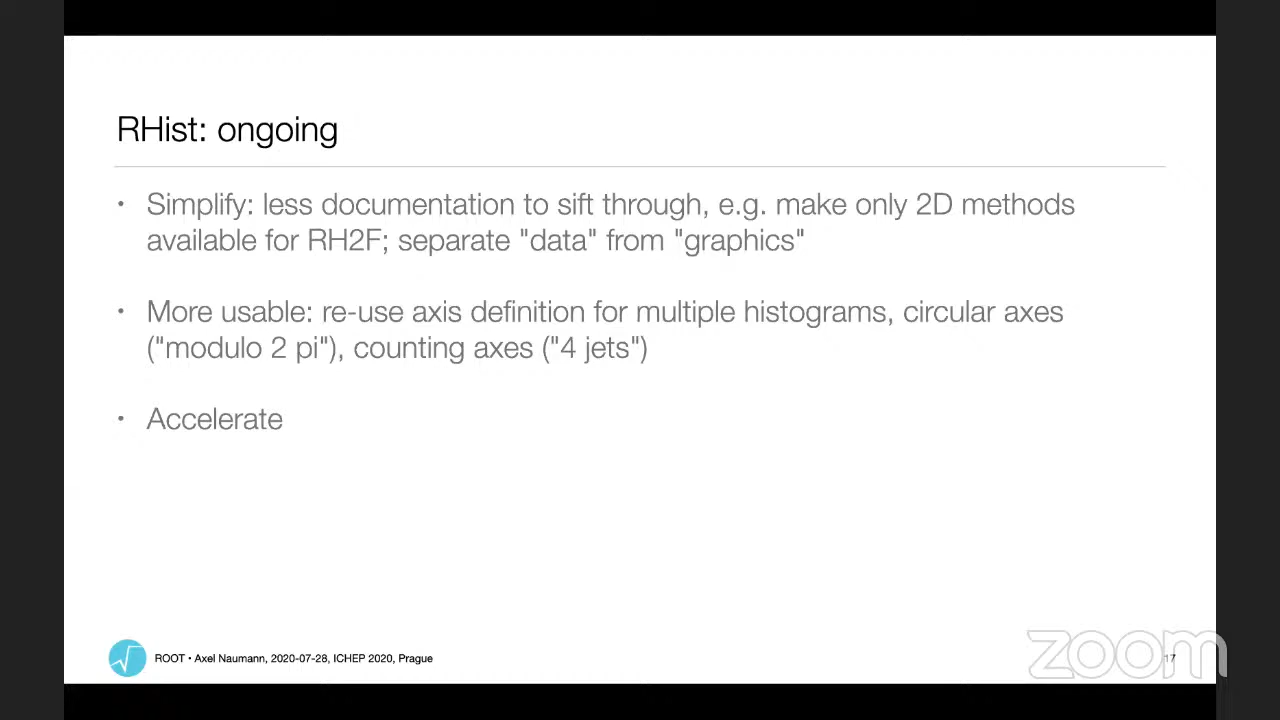 RHist: ongoing
• Simplify: less documentation to sift through, e.g. make only 2D methods
available for RH2F; separate "data" from "graphics"
• More usable: re-use axis definition for multiple histograms, circular axes
("modulo 2 pi"), counting axes ("4 jets")
• Accelerate
ROOT • Axel Naumann, 2020-07-28, ICHEP 2020, Prague
17
zoom